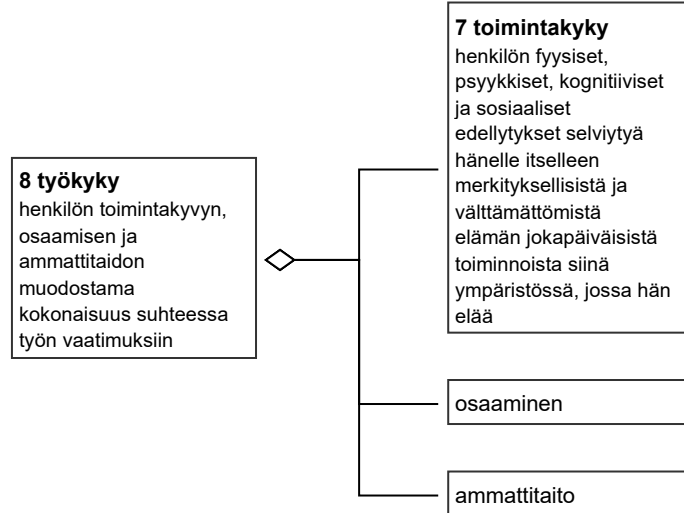 7 toimintakyky
henkilön fyysiset,
psyykkiset, kognitiiviset
ja sosiaaliset
edellytykset selviytyä
hänelle itselleen
merkityksellisistä ja
välttämättömistä
elämän jokapäiväisistä
toiminnoista siinä
ympäristössä, jossa hän
elää
8 työkyky
henkilön toimintakyvyn,
osaamisen ja
ammattitaidon
muodostama
kokonaisuus suhteessa
työn vaatimuksiin
osaaminen
ammattitaito